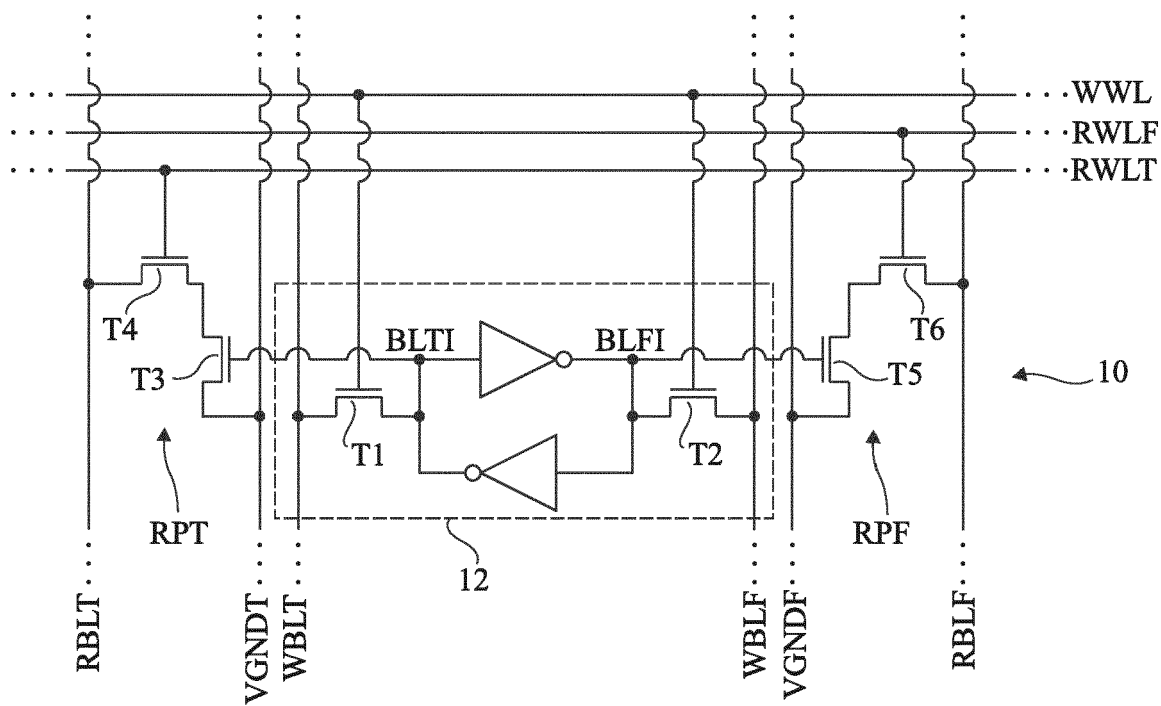 WWL
RWLF
RWLT
T4
T6
BLTI
BLFI
T3
T5
10
T1
T2
RPT
RPF
12
RBLT
VGNDT
WBLT
WBLF
VGNDF
RBLF